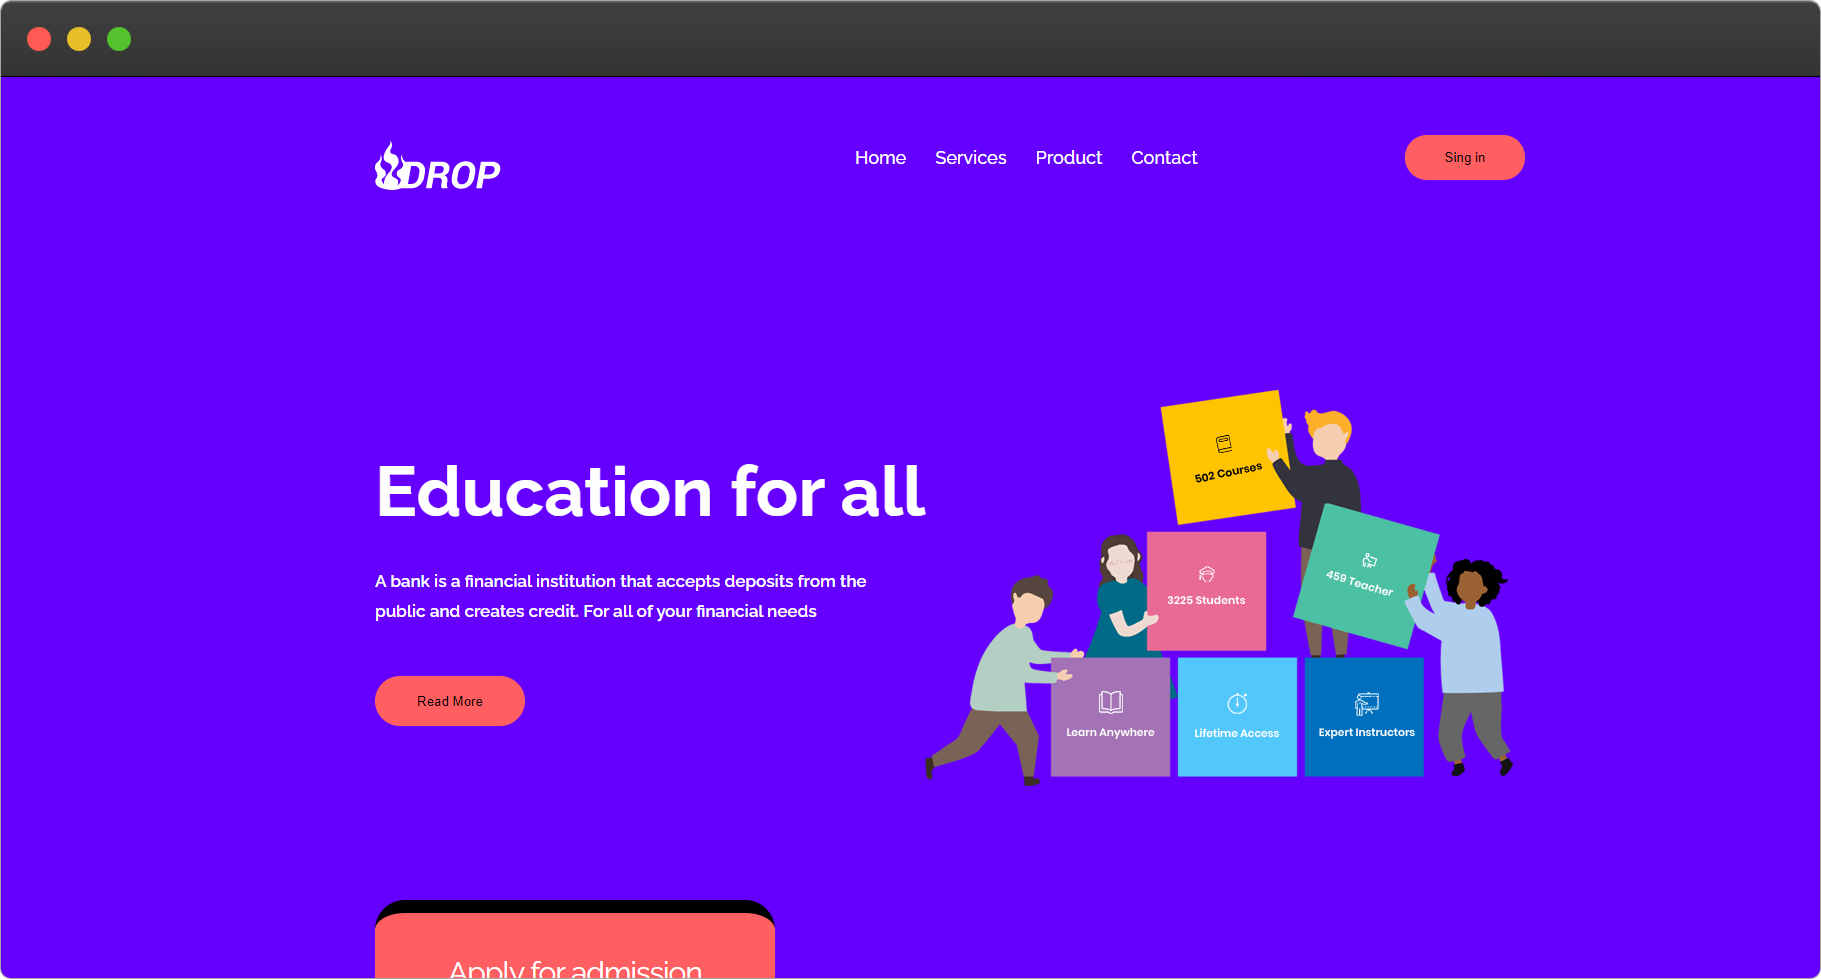 DROP
Home Services Product Contact
Sing in
Education for all
A bank is a financial institution that accepts deposits from the
public and creates credit. For all of your financial needs
Read More
502 Courses
3225 Students
459 Teacher
Learn Anywhere
Lifetime Access
Expert Instructors
Apply for admission